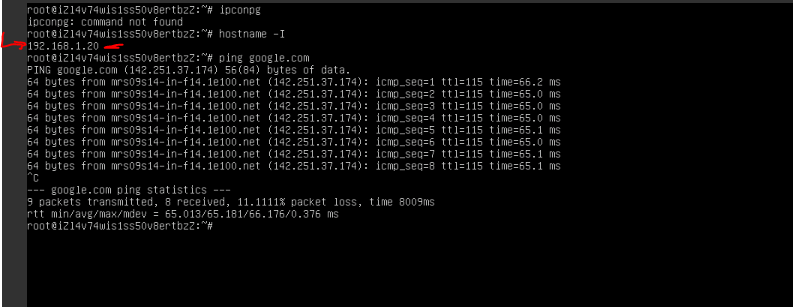 root@iZl4v74wis1ss50v8ertbzZ:~# ipconpg
ipconpg: command not found
root@iZl4v74wis1ss50v8ertbzZ:~# hostname -I
192.168.1.20
root@iZl4v74wis1ss50v8ertbzZ:~# ping google.com
PING google.com (142.251.37.174) 56(84) bytes of data.
64 bytes from mrs09s14-in-f14.1e100.net (142.251.37.174): icmp_seq=1 ttl=115 time=66.2 ms
64 bytes from mrs09s14-in-f14.1e100.net (142.251.37.174): icmp_seq=2 ttl=115 time=65.0 ms
64 bytes from mrs09s14-in-f14.1e100.net (142.251.37.174): icmp_seq=3 ttl=115 time=65.0 ms
64 bytes from mrs09s14-in-f14.1e100.net (142.251.37.174): icmp_seq=4 ttl=115 time=65.0 ms
64 bytes from mrs09s14-in-f14.1e100.net (142.251.37.174): icmp_seq=5 ttl=115 time=65.1 ms
64 bytes from mrs09s14-in-f14.1e100.net (142.251.37.174): icmp_seq=6 ttl=115 time=65.0 ms
64 bytes from mrs09s14-in-f14.1e100.net (142.251.37.174): icmp_seq=7 ttl=115 time=65.1 ms
64 bytes from mrs09s14-in-f14.1e100.net (142.251.37.174): icmp_seq=8 ttl=115 time=65.1 ms
^C
--- google.com ping statistics ---
9 packets transmitted, 8 received, 11.1111% packet loss, time 8009ms
rtt min/avg/max/mdev = 65.013/65.181/66.176/0.376 ms
root@iZl4v74wis1ss50v8ertbzZ:~#